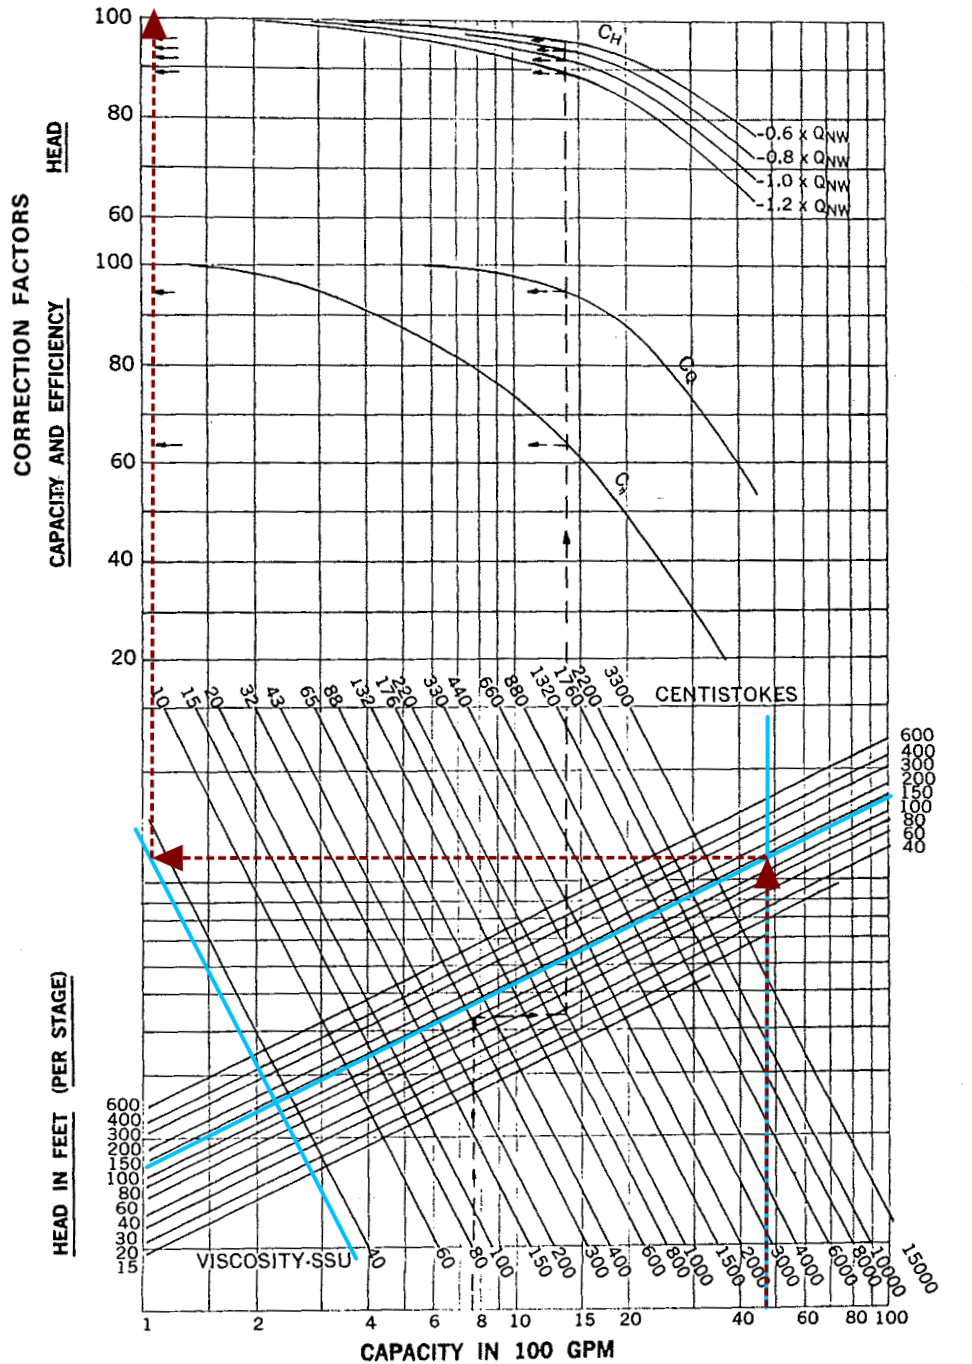 CORRECTION FACTORS
HEAD
100
80
60
CH
-0.6 x QNW
-0.8 x QNW
-1.0 x QNW
-1.2 x QNW
CAPACITY AND EFFICIENCY
100
80
60
40
20
CQ
Cη
10 15 20 32 43 65 88 132 176 220 330 440 660 880 1320 1760 2200 3300
CENTISTOKES
600
400
300
200
150
100
80
60
40
HEAD IN FEET (PER STAGE)
600
400
300
200
150
100
80
60
40
30
20
15
VISCOSITY-SSU
40 60 80 100 150 200 300 400 600 800 1000 1500 2000 3000 4000 6000 8000 10000 15000
1 2 4 6 8 10 15 20 40 60 80 100
CAPACITY IN 100 GPM